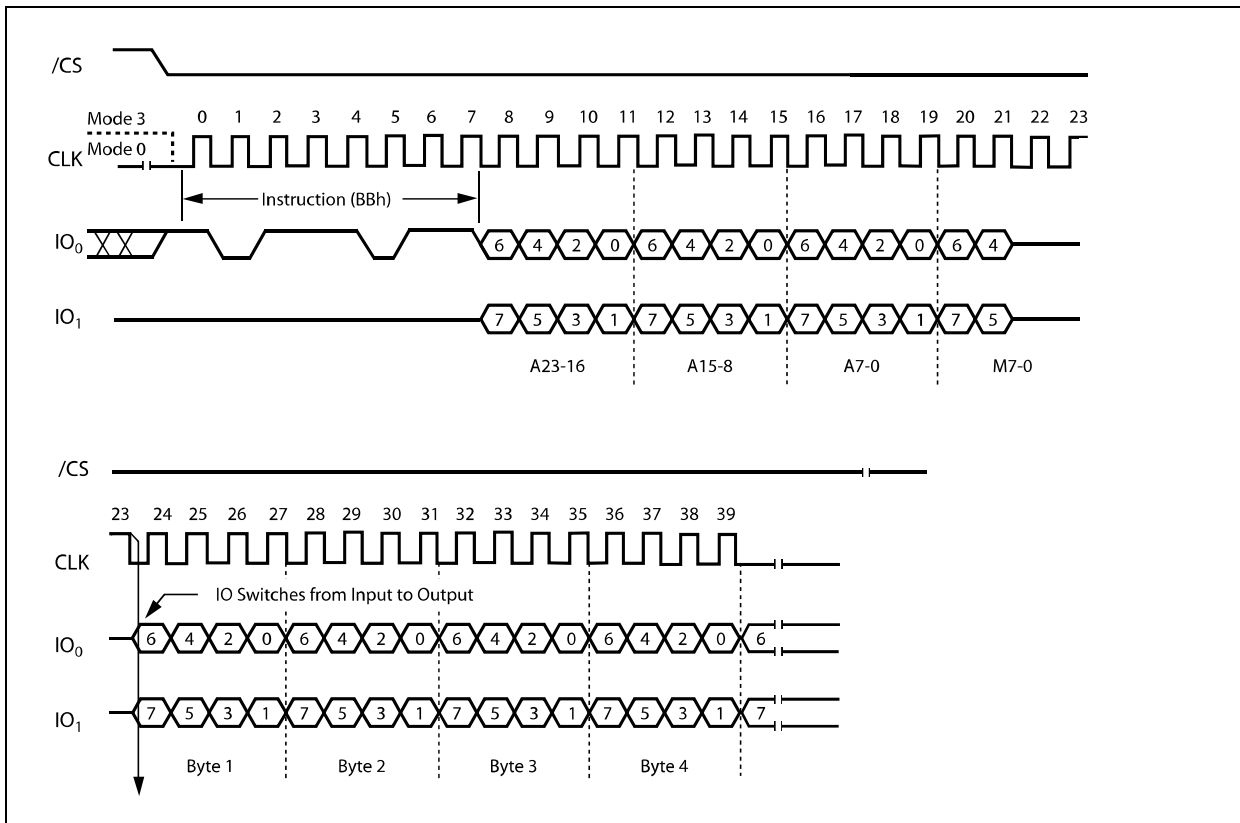 /CS
Mode 3
0 1 2 3 4 5 6 7 8 9 10 11 12 13 14 15 16 17 18 19 20 21 22 23
Mode 0
CLK
Instruction (BBh)
IO0 6 4 2 0 6 4 2 0 6 4 2 0 6 4
IO1 7 5 3 1 7 5 3 1 7 5 3 1 7 5
A23-16 A15-8 A7-0 M7-0
/CS
23 24 25 26 27 28 29 30 31 32 33 34 35 36 37 38 39
CLK
IO Switches from Input to Output
IO0 6 4 2 0 6 4 2 0 6 4 2 0 6 4 2 0 6
IO1 7 5 3 1 7 5 3 1 7 5 3 1 7 5 3 1 7
Byte 1 Byte 2 Byte 3 Byte 4